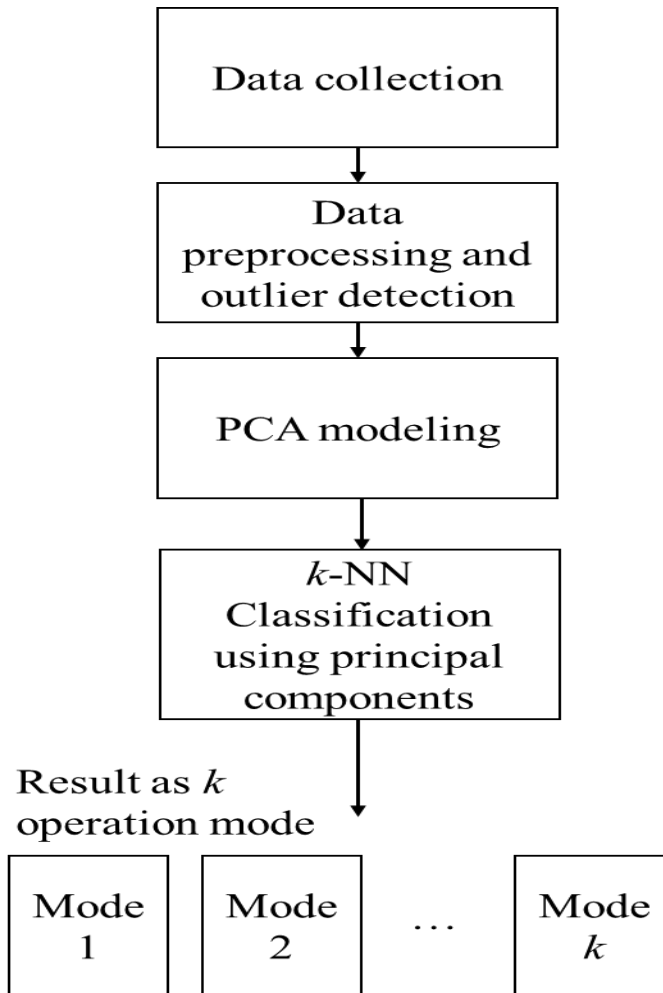 Data collection
Data
preprocessing and
outlier detection
PCA modeling
k-NN
Classification
using principal
components
Result as k
operation mode
Mode
1
Mode
2
…
Mode
k